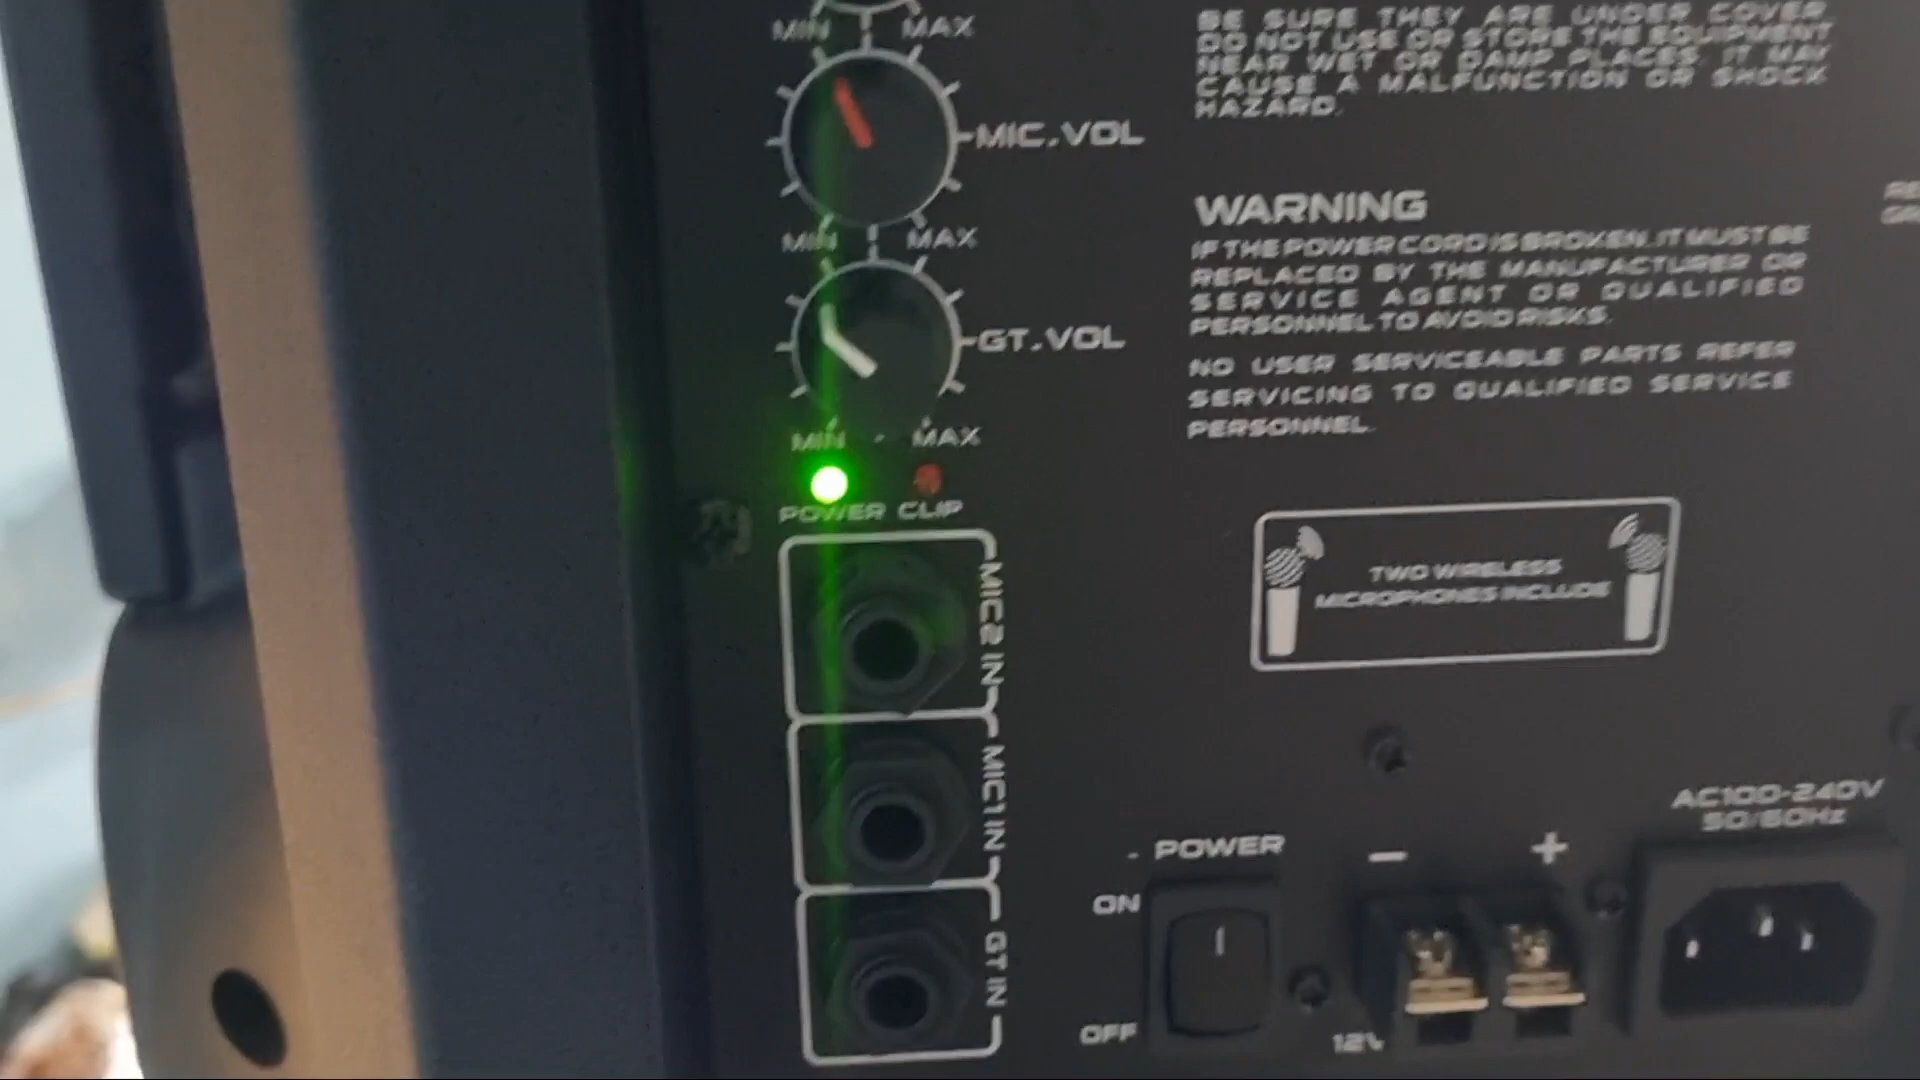 MIN MAX
BE SURE THEY ARE UNDER COVER.
DO NOT USE OR STORE THE EQUIPMENT
NEAR WET OR DAMP PLACES. IT MAY
CAUSE A MALFUNCTION OR SHOCK
HAZARD.
MIC.VOL
MIN MAX
WARNING
IF THE POWER CORD IS BROKEN. IT MUST BE
REPLACED BY THE MANUFACTURER OR
SERVICE AGENT OR QUALIFIED
PERSONNEL TO AVOID RISKS.
NO USER SERVICEABLE PARTS REFER
SERVICING TO QUALIFIED SERVICE
PERSONNEL.
GT.VOL
MIN MAX
POWER CLIP
MIC2 IN
MIC1 IN
GT IN
TWO WIRELESS
MICROPHONES INCLUDE
POWER
ON
OFF
- +
12V
AC100-240V
50/60Hz